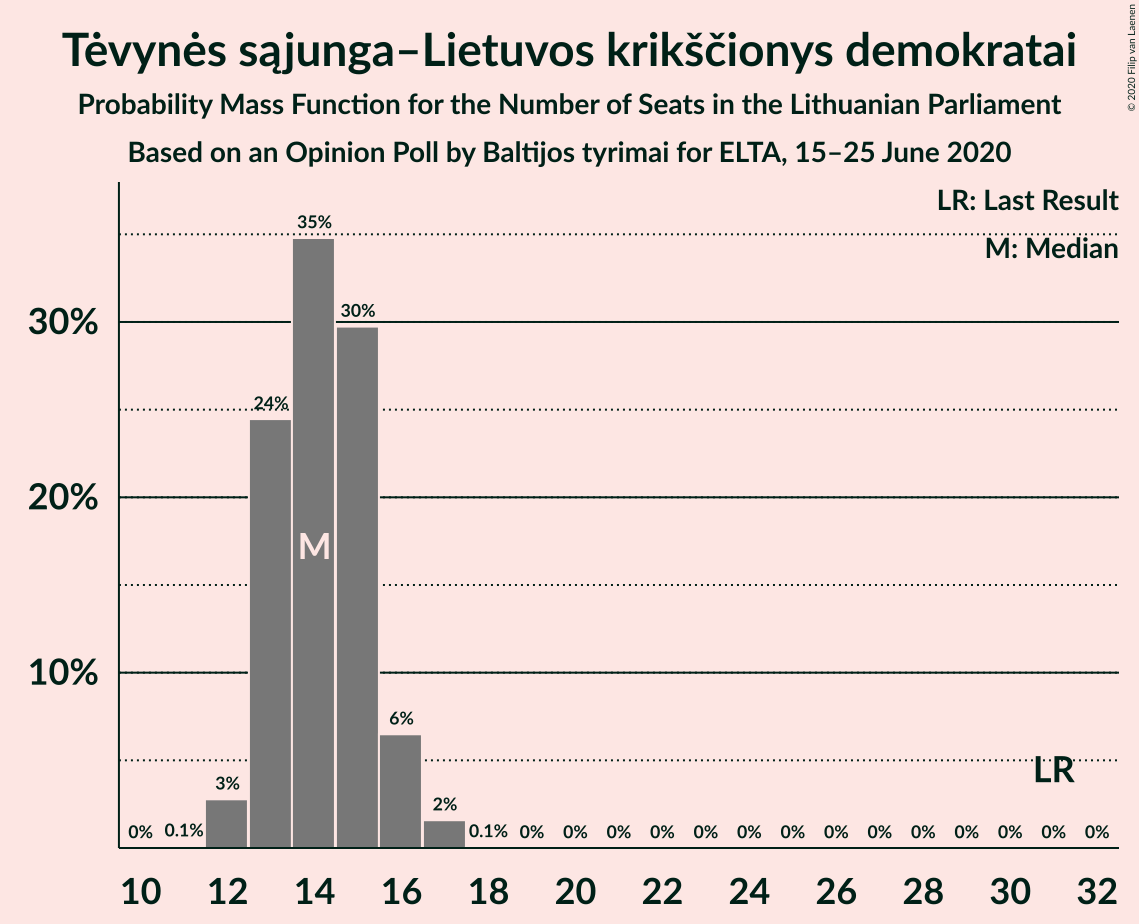 Tėvynės sąjunga–Lietuvos krikščionys demokratai
Probability Mass Function for the Number of Seats in the Lithuanian Parliament
Based on an Opinion Poll by Baltijos tyrimai for ELTA, 15–25 June 2020
© 2020 Filip van Laenen
LR: Last Result
M: Median
30%
20%
10%
0% 0.1% 3% 24% 35% 30% 6% 2% 0.1% 0% 0% 0% 0% 0% 0% 0% 0% 0% 0% 0% 0% 0% 0%
M
LR
10 12 14 16 18 20 22 24 26 28 30 32